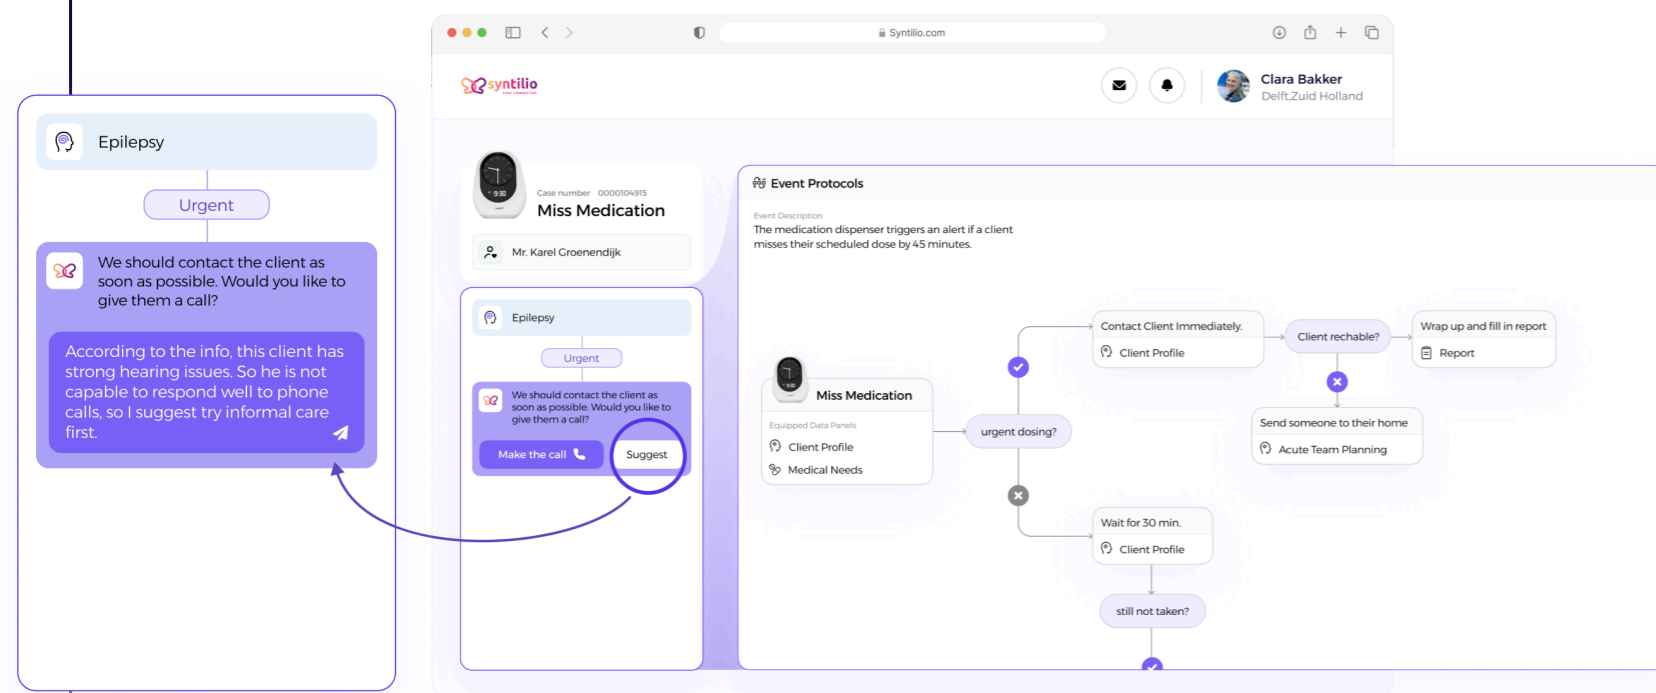 Syntilio.com
syntilio
STAY CONNECTED
Clara Bakker
Delft,Zuid Holland
Epilepsy
Urgent
We should contact the client as
soon as possible. Would you like to
give them a call?
According to the info, this client has
strong hearing issues. So he is not
capable to respond well to phone
calls, so I suggest try informal care
first.
9:30
Case number 0000104915
Miss Medication
Mr. Karel Groenendijk
Epilepsy
Urgent
We should contact the client as
soon as possible. Would you like to
give them a call?
Make the call
Suggest
Event Protocols
Event Description
The medication dispenser triggers an alert if a client
misses their scheduled dose by 45 minutes.
Miss Medication
Equipped Data Panels
Client Profile
Medical Needs
urgent dosing?
Contact Client Immediately.
Client Profile
Client rechable?
Wrap up and fill in report
Report
Send someone to their home
Acute Team Planning
Wait for 30 min.
Client Profile
still not taken?